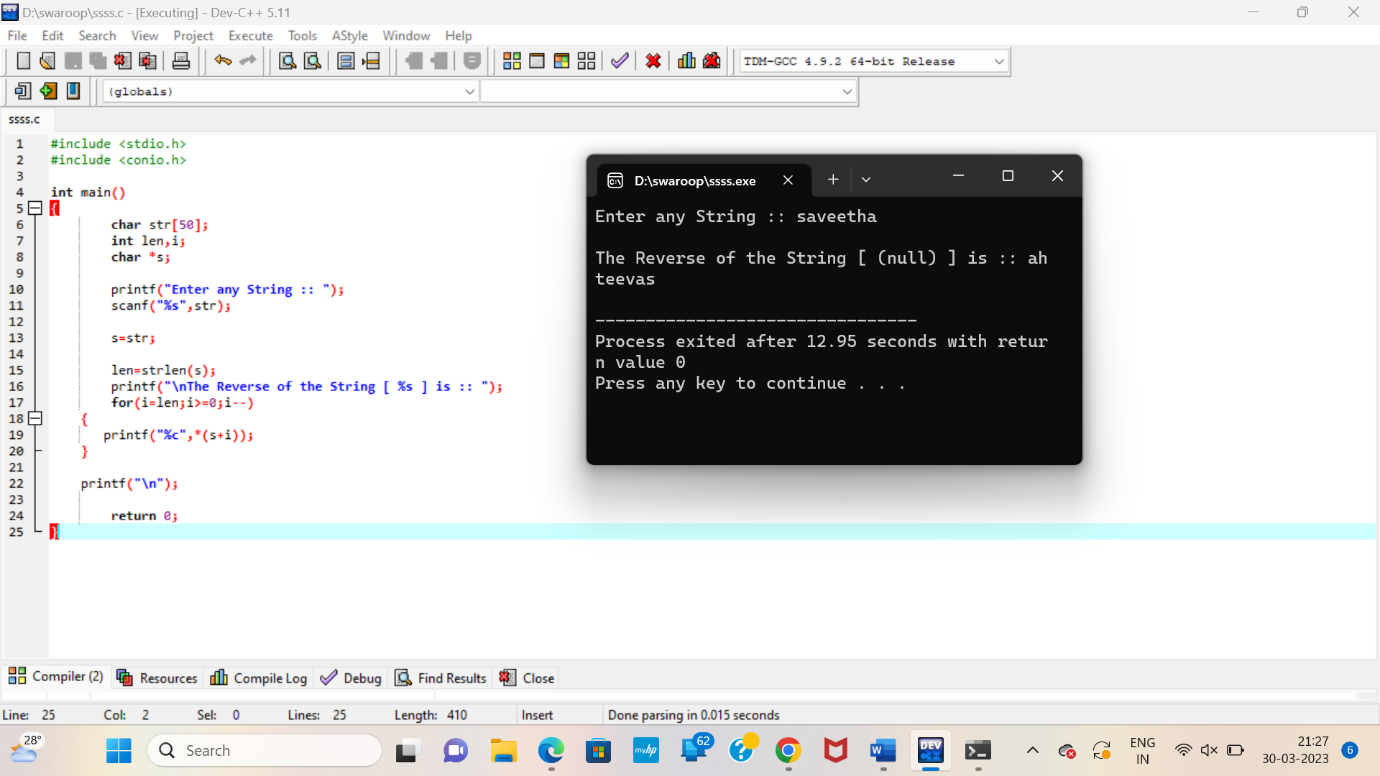 D:\swaroop\ssss.c - [Executing] - Dev-C++ 5.11
File Edit Search View Project Execute Tools AStyle Window Help
TDM-GCC 4.9.2 64-bit Release
(globals)
ssss.c
1 #include <stdio.h>
2 #include <conio.h>
3
4 int main()
5 {
6 char str[50];
7 int len,i;
8 char *s;
9
10 printf("Enter any String :: ");
11 scanf("%s",str);
12
13 s=str;
14
15 len=strlen(s);
16 printf("\nThe Reverse of the String [ %s ] is :: ");
17 for(i=len;i>=0;i--)
18 {
19 printf("%c",*(s+i));
20 }
21
22 printf("\n");
23
24 return 0;
25 }
D:\swaroop\ssss.exe
Enter any String :: saveetha
The Reverse of the String [ (null) ] is :: ah
teevas
--------------------------------
Process exited after 12.95 seconds with retur
n value 0
Press any key to continue . . .
Compiler (2) Resources Compile Log Debug Find Results Close
Line: 25 Col: 2 Sel: 0 Lines: 25 Length: 410 Insert Done parsing in 0.015 seconds
28°
Search
myhp
62
W
DEV
C++
ENG
IN
21:27
30-03-2023
6